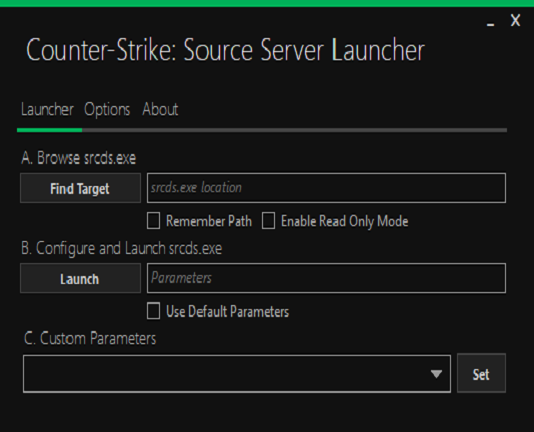 _ X
Counter-Strike: Source Server Launcher
Launcher Options About
A. Browse srcds.exe
Find Target srcds.exe location
Remember Path Enable Read Only Mode
B. Configure and Launch srcds.exe
Launch Parameters
Use Default Parameters
C. Custom Parameters
Set